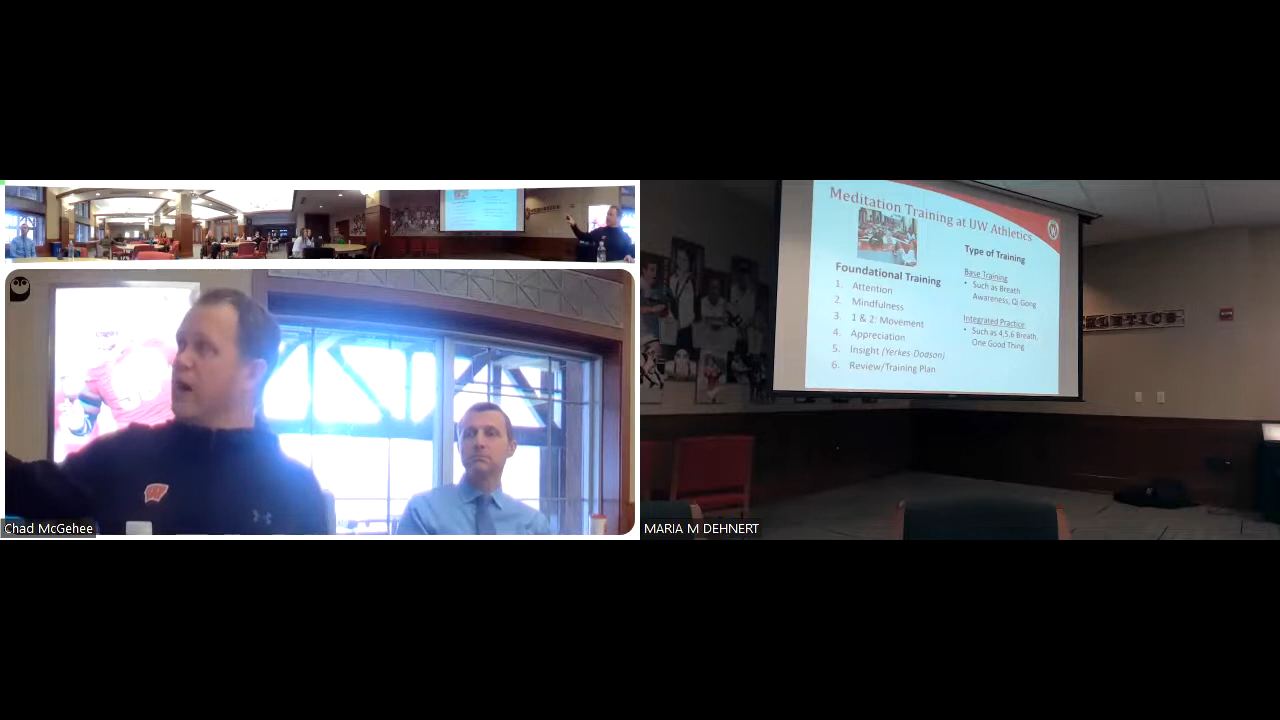 Meditation Training at UW Athletics
W
Foundational Training
1. Attention
2. Mindfulness
3. 1 & 2: Movement
4. Appreciation
5. Insight (Yerkes-Dodson)
6. Review/Training Plan
Type of Training
Base Training
• Such as Breath
Awareness, Qi Gong
Integrated Practice
• Such as 4,5,6 Breath,
One Good Thing
W
Chad McGehee
MARIA M DEHNERT